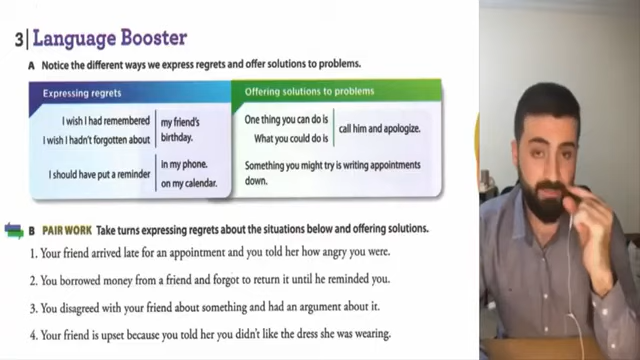 3 Language Booster
A Notice the different ways we express regrets and offer solutions to problems.
Expressing regrets
I wish I had remembered
I wish I hadn't forgotten about
my friend's
birthday.
I should have put a reminder
in my phone.
on my calendar.
Offering solutions to problems
One thing you can do is
What you could do is
call him and apologize.
Something you might try is writing appointments
down.
B PAIR WORK Take turns expressing regrets about the situations below and offering solutions.
1. Your friend arrived late for an appointment and you told her how angry you were.
2. You borrowed money from a friend and forgot to return it until he reminded you.
3. You disagreed with your friend about something and had an argument about it.
4. Your friend is upset because you told her you didn't like the dress she was wearing.